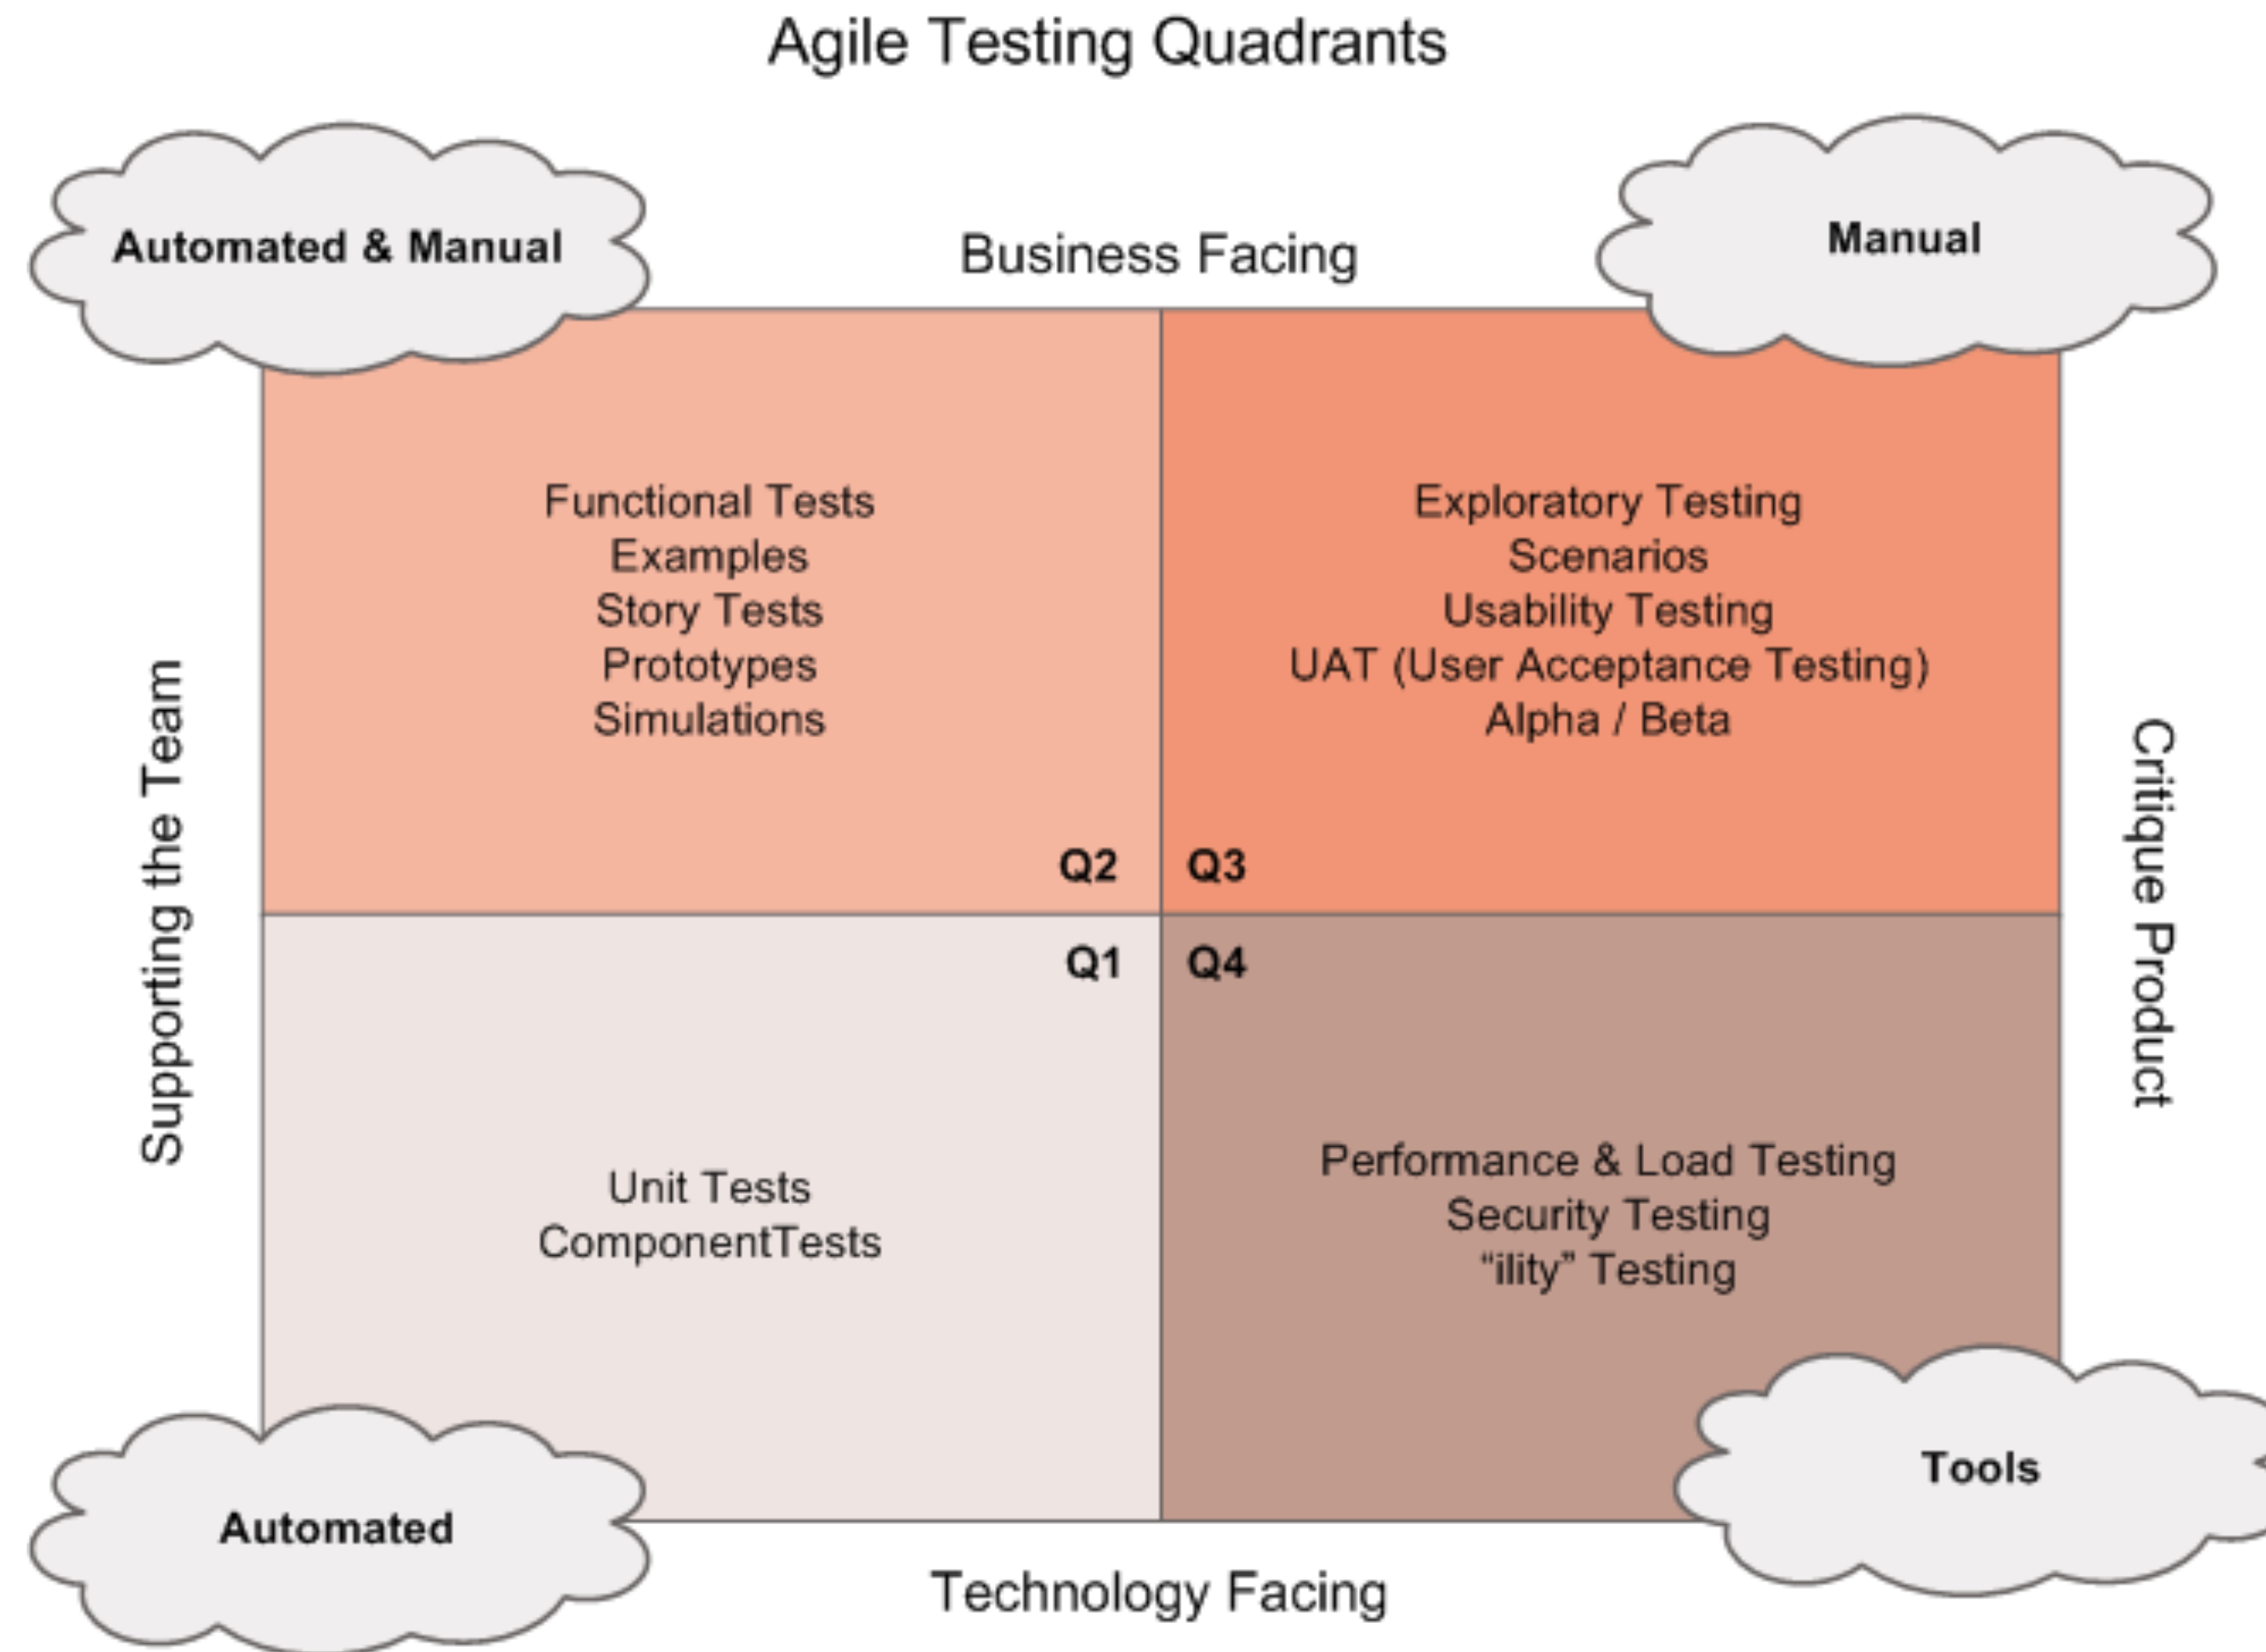 Agile Testing Quadrants
Automated & Manual
Manual
Business Facing
Functional Tests
Examples
Story Tests
Prototypes
Simulations
Q2
Exploratory Testing
Scenarios
Usability Testing
UAT (User Acceptance Testing)
Alpha / Beta
Q3
Supporting the Team
Critique Product
Q1
Unit Tests
ComponentTests
Q4
Performance & Load Testing
Security Testing
“ility” Testing
Automated
Tools
Technology Facing